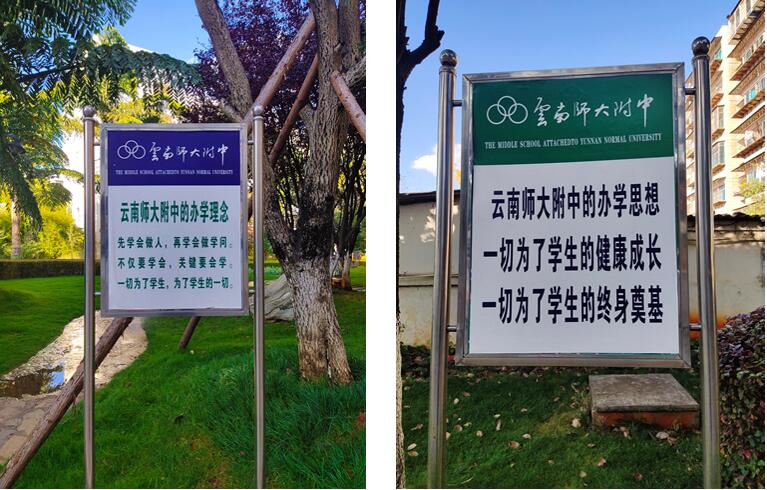 雲南师大附中
THE MIDDLE SCHOOL ATTACHEDTO YUNNAN NORMAL UNIVERSITY
云南师大附中的办学理念
先学会做人，再学会做学问。
不仅要学会，关键要会学。
一切为了学生，为了学生的一切。
雲南师大附中
THE MIDDLE SCHOOL ATTACHEDTO YUNNAN NORMAL UNIVERSITY
云南师大附中的办学思想
一切为了学生的健康成长
一切为了学生的终身奠基